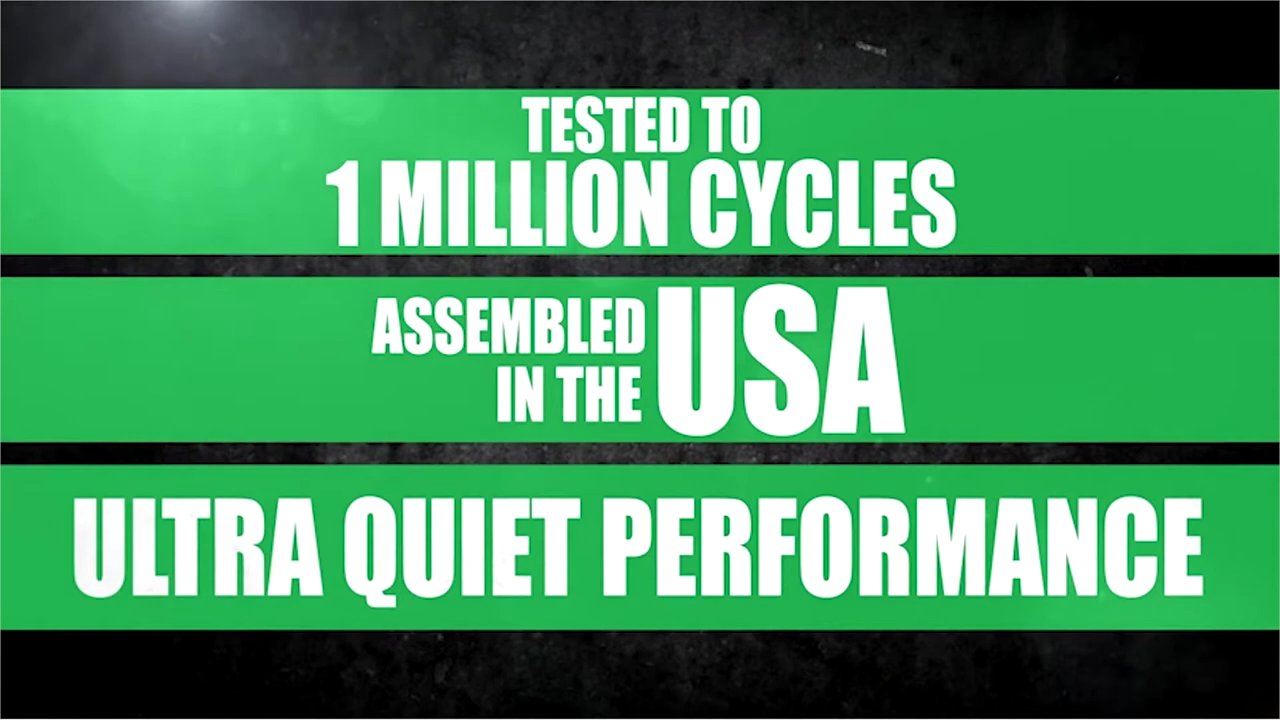 TESTED TO
1 MILLION CYCLES
ASSEMBLED
IN THE USA
ULTRA QUIET PERFORMANCE